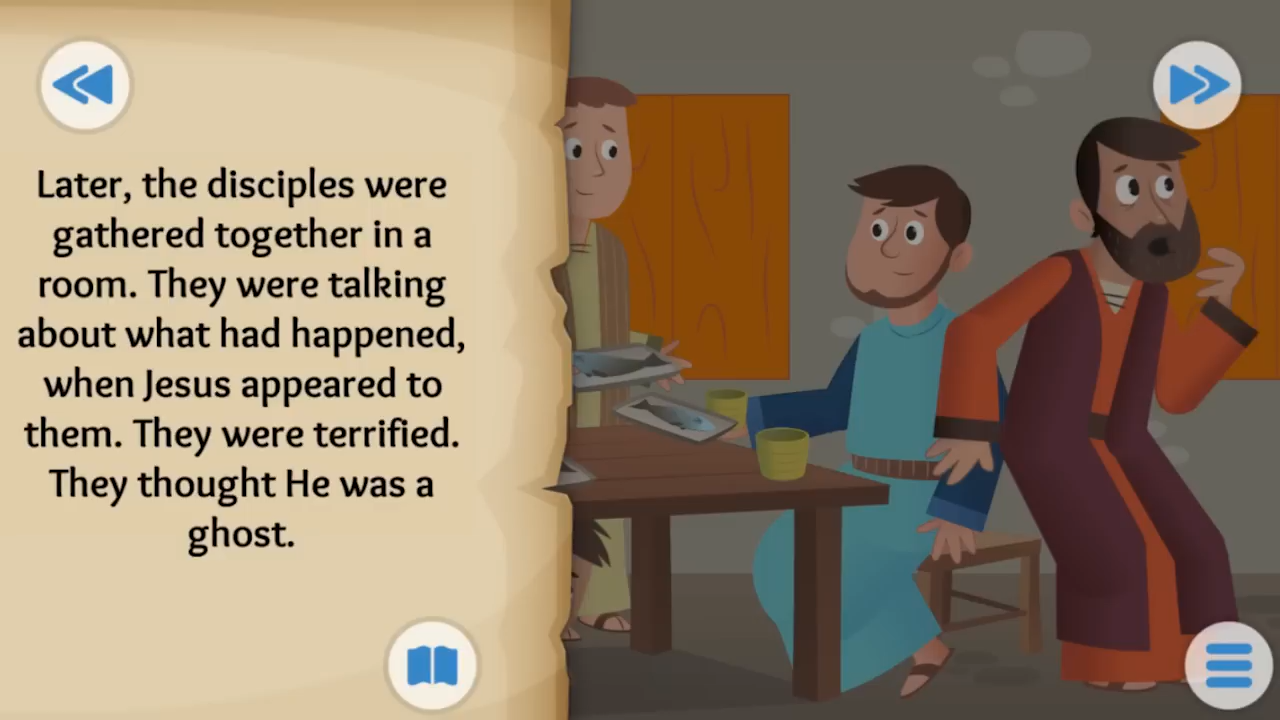 Later, the disciples were
gathered together in a
room. They were talking
about what had happened,
when Jesus appeared to
them. They were terrified.
They thought He was a
ghost.